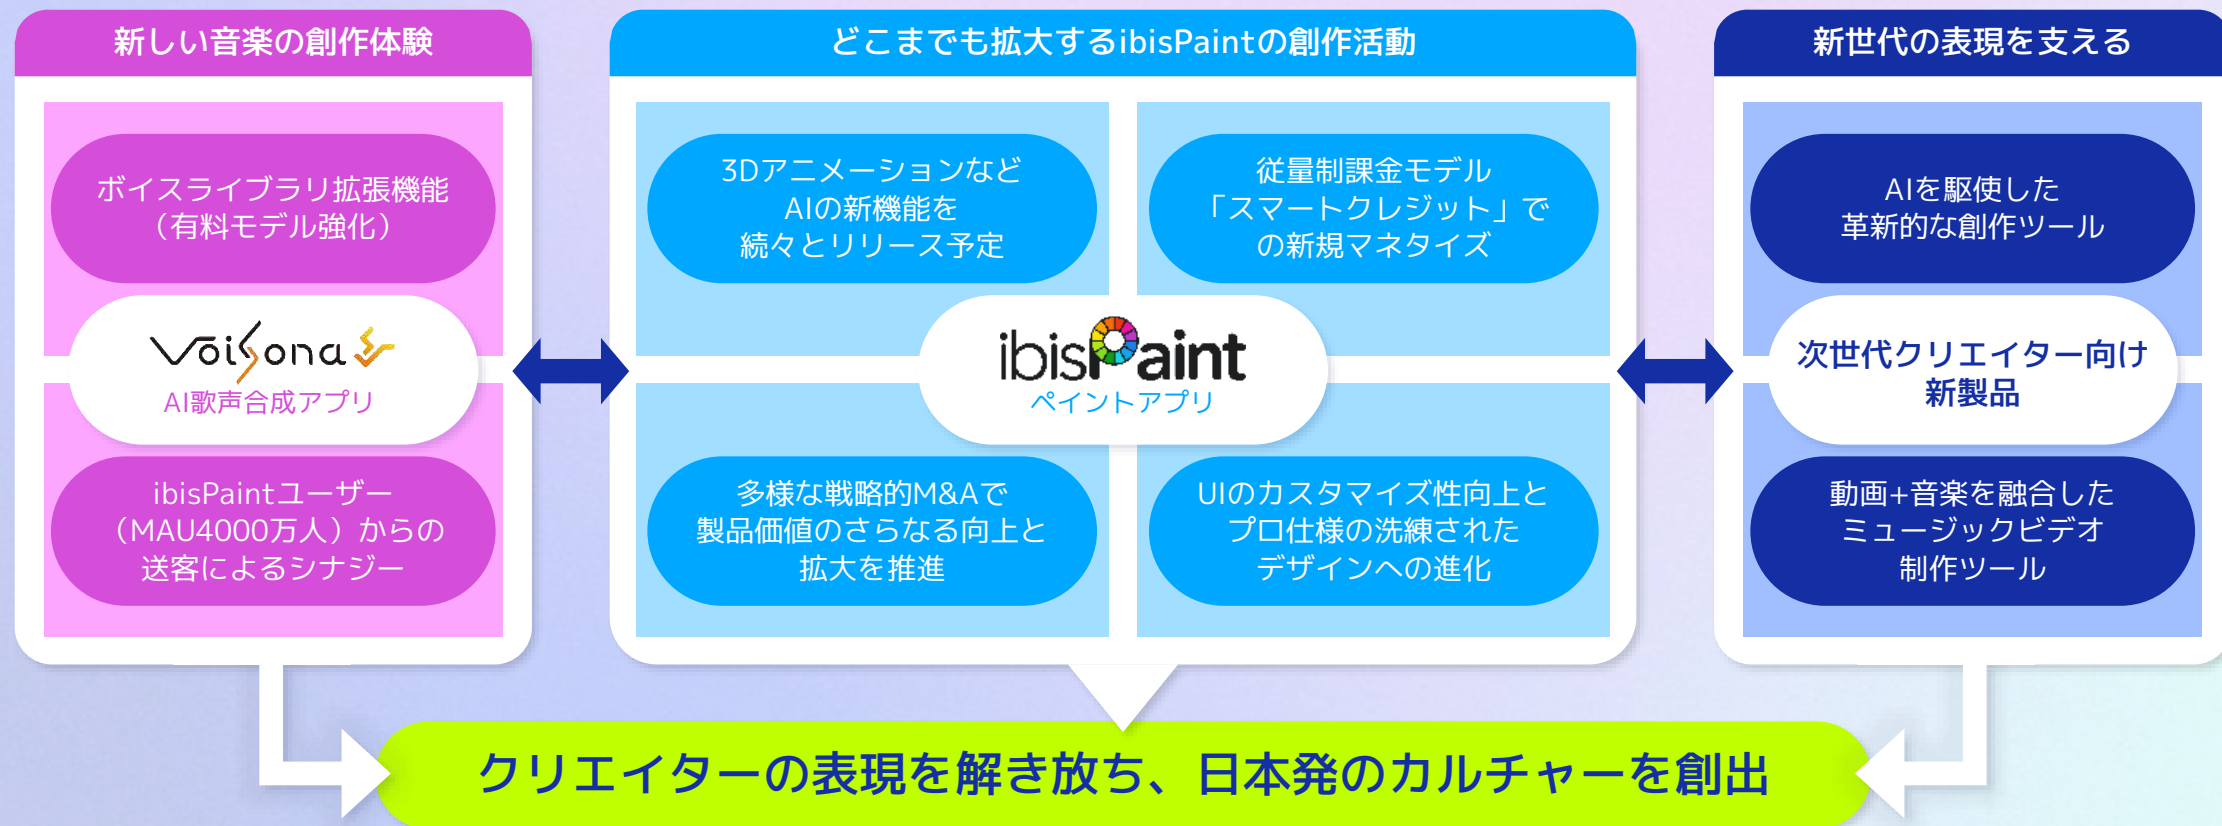 新しい音楽の創作体験
ボイスライブラリ拡張機能
（有料モデル強化）
VoiSona
AI歌声合成アプリ
ibisPaintユーザー
（MAU4000万人）からの
送客によるシナジー
どこまでも拡大するibisPaintの創作活動
3Dアニメーションなど
AIの新機能を
続々とリリース予定
従量制課金モデル
「スマートクレジット」で
の新規マネタイズ
ibisPaint
ペイントアプリ
多様な戦略的M&Aで
製品価値のさらなる向上と
拡大を推進
UIのカスタマイズ性向上と
プロ仕様の洗練された
デザインへの進化
新世代の表現を支える
AIを駆使した
革新的な創作ツール
次世代クリエイター向け
新製品
動画+音楽を融合した
ミュージックビデオ
制作ツール
クリエイターの表現を解き放ち、日本発のカルチャーを創出